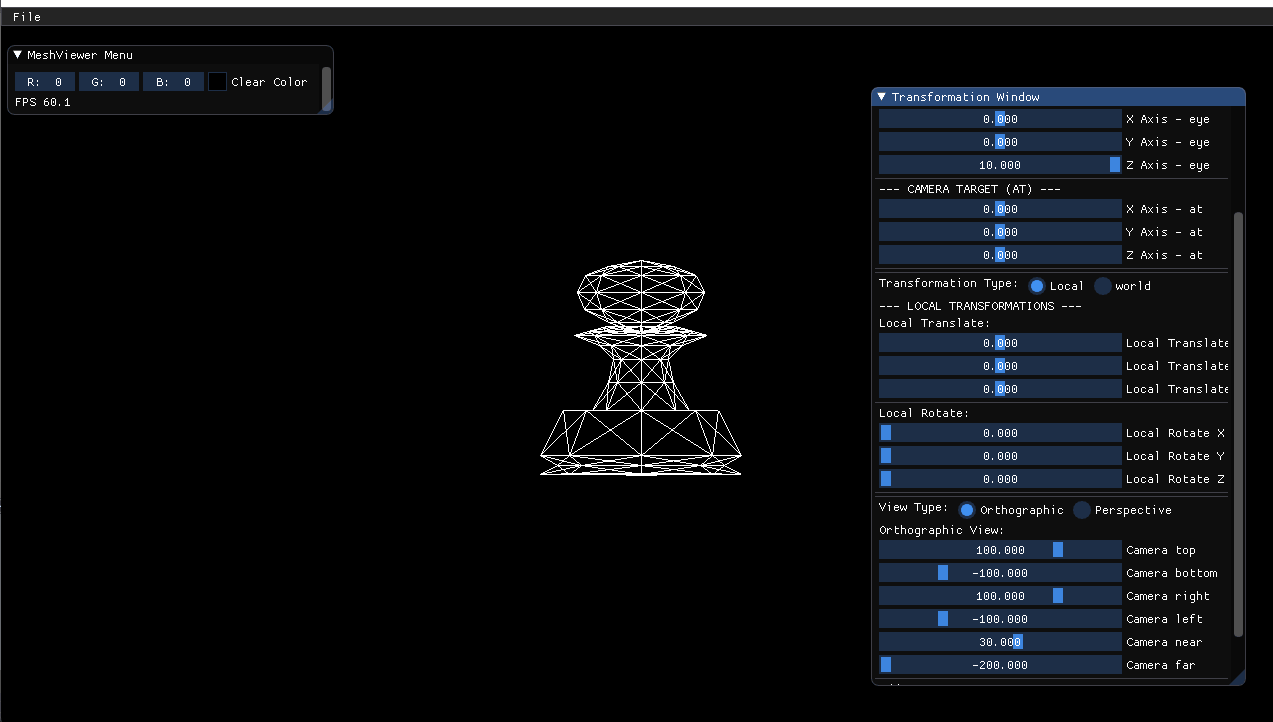 File
MeshViewer Menu
R: 0 G: 0 B: 0 Clear Color
FPS 60.1
Transformation Window
0.000 X Axis - eye
0.000 Y Axis - eye
10.000 Z Axis - eye
--- CAMERA TARGET (AT) ---
0.000 X Axis - at
0.000 Y Axis - at
0.000 Z Axis - at
Transformation Type: Local world
--- LOCAL TRANSFORMATIONS ---
Local Translate:
0.000 Local Translate
0.000 Local Translate
0.000 Local Translate
Local Rotate:
0.000 Local Rotate X
0.000 Local Rotate Y
0.000 Local Rotate Z
View Type: Orthographic Perspective
Orthographic View:
100.000 Camera top
-100.000 Camera bottom
100.000 Camera right
-100.000 Camera left
30.000 Camera near
-200.000 Camera far